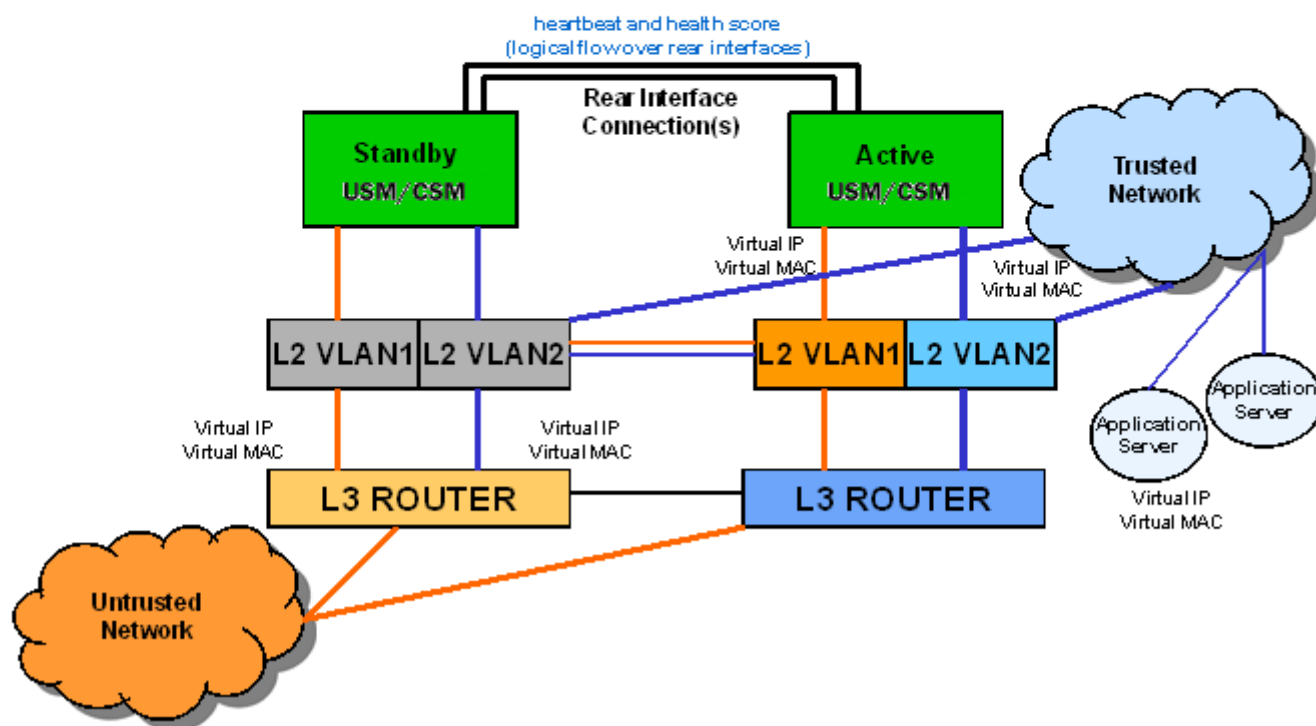 heartbeat and health score
(logical flow over rear interfaces)
Rear Interface
Connection(s)
Standby
USM/CSM
Active
USM/CSM
Trusted
Network
Virtual IP
Virtual MAC
Virtual IP
Virtual MAC
L2 VLAN1
L2 VLAN2
L2 VLAN1
L2 VLAN2
Application
Server
Application
Server
Virtual IP
Virtual MAC
Virtual IP
Virtual MAC
L3 ROUTER
L3 ROUTER
Virtual IP
Virtual MAC
Untrusted
Network